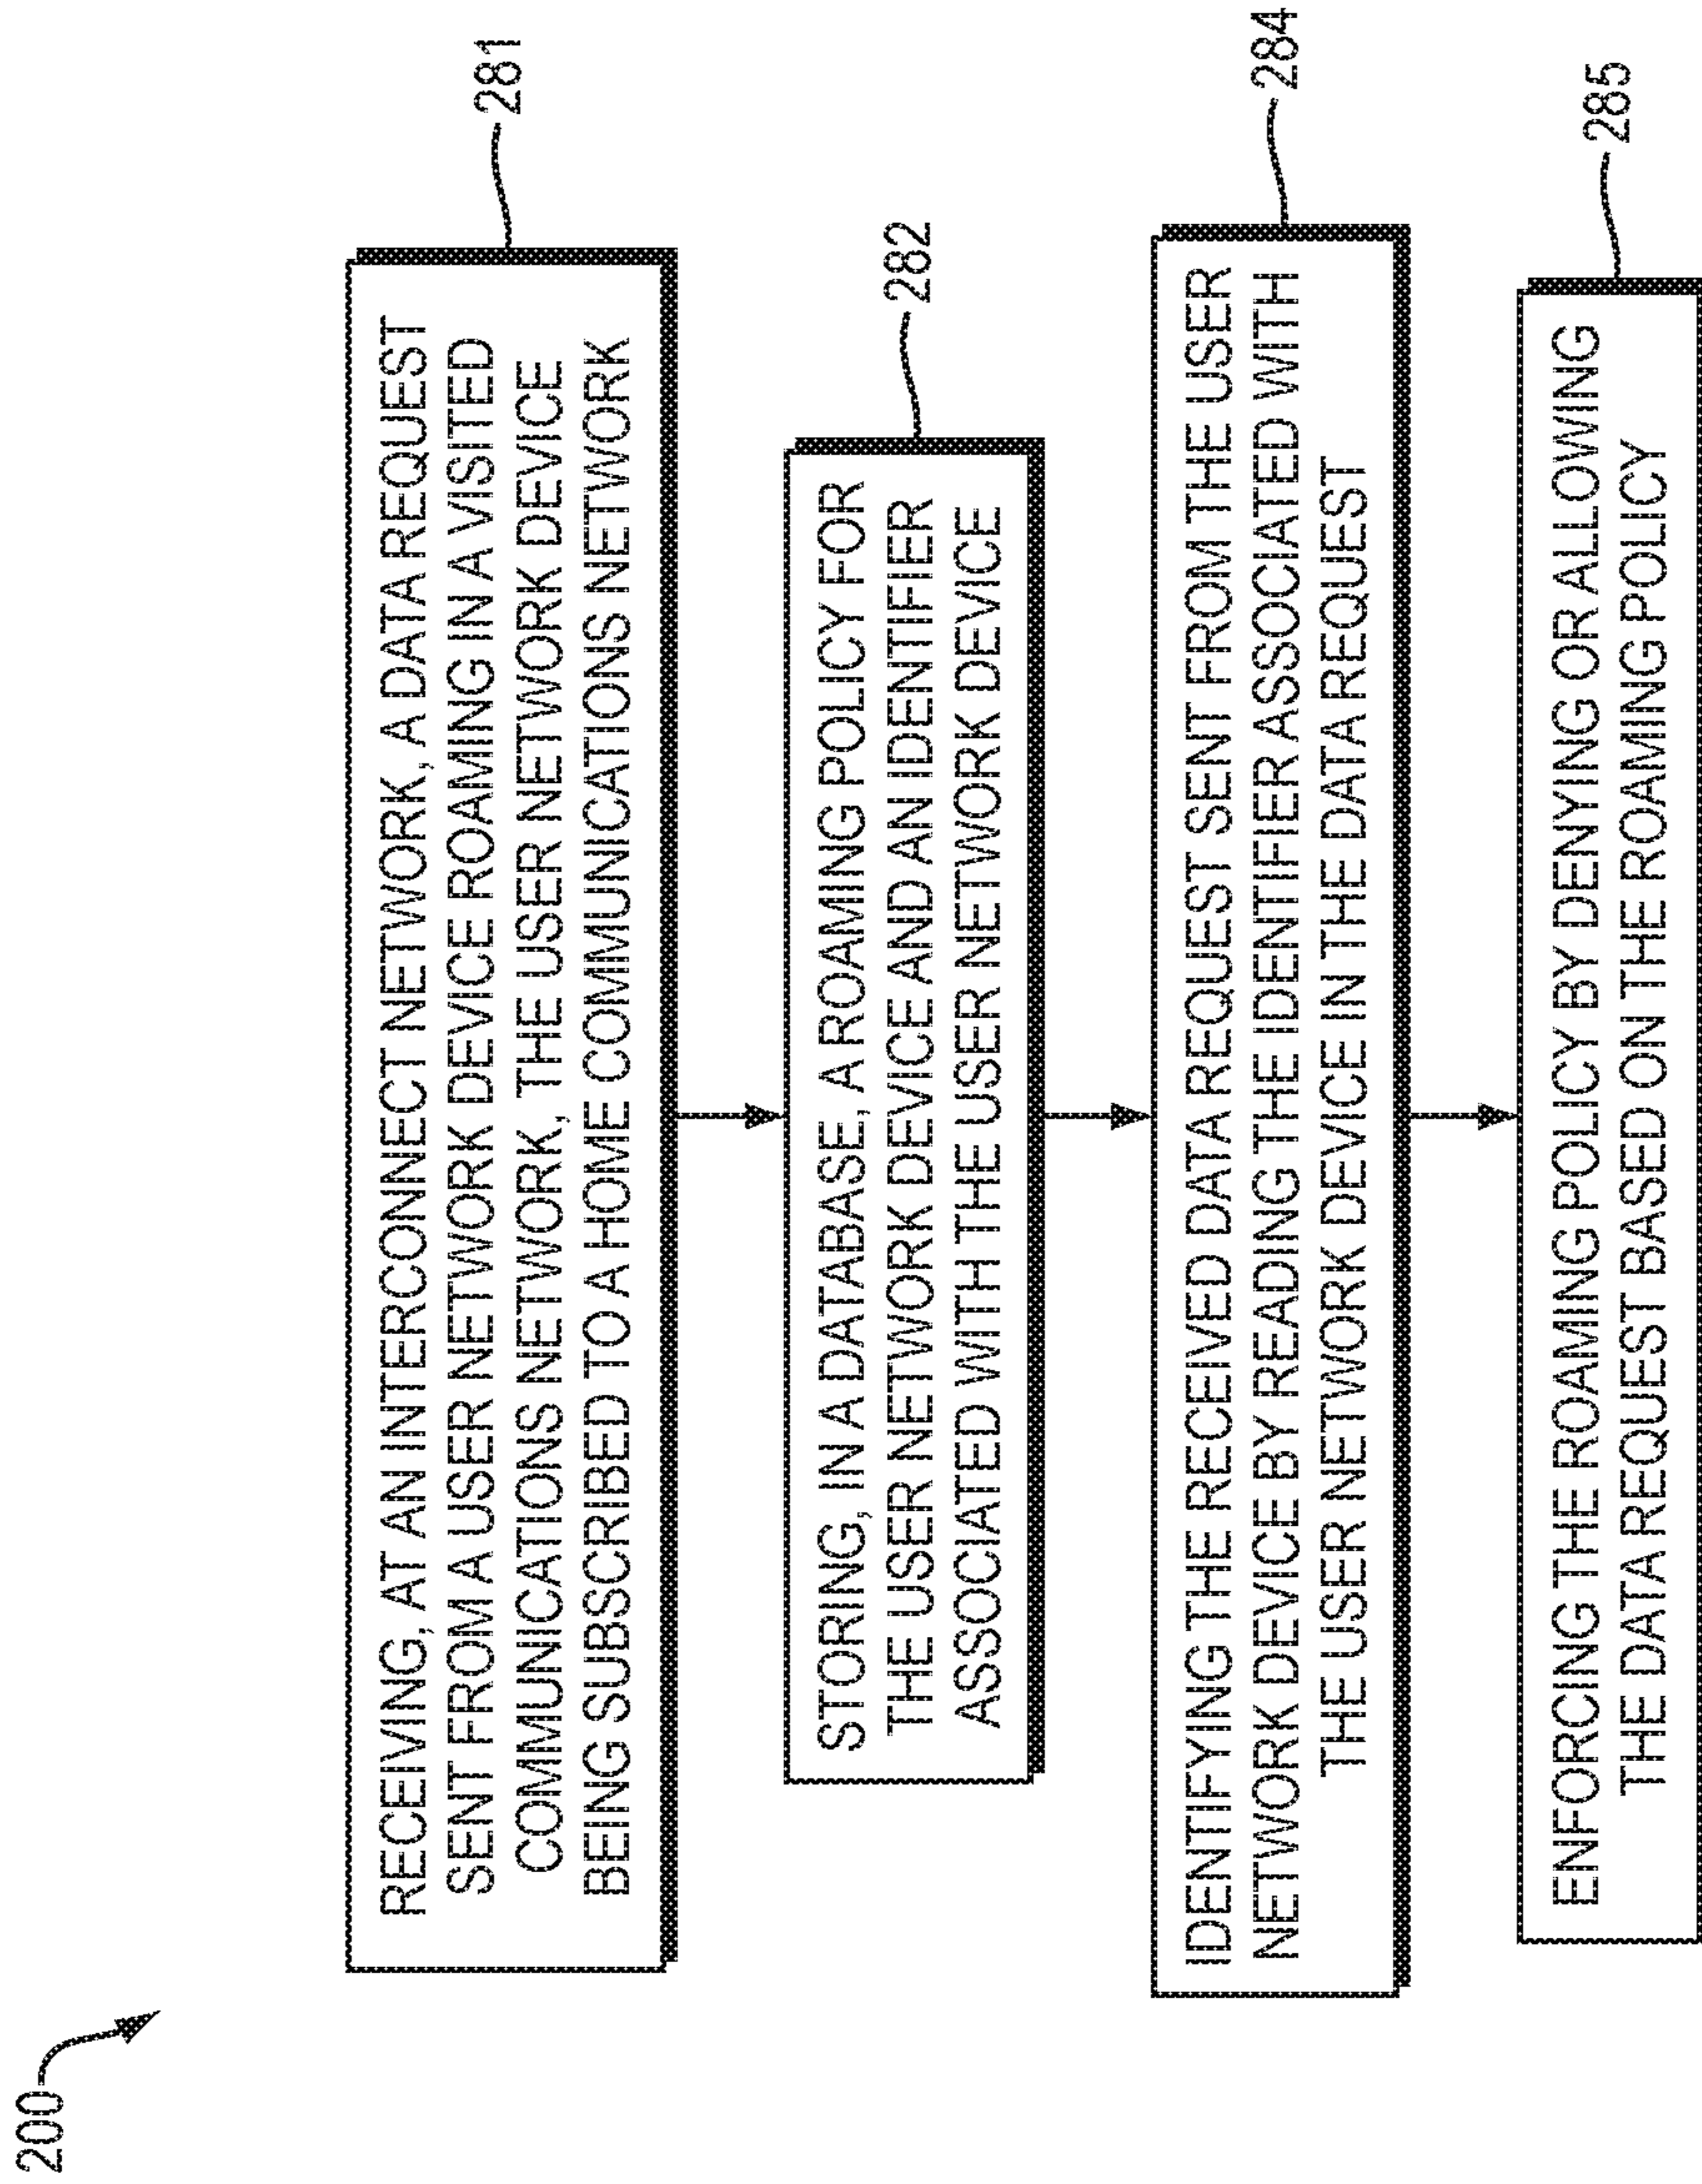 200
RECEIVING, AT AN INTERCONNECT NETWORK, A DATA REQUEST
SENT FROM A USER NETWORK DEVICE ROAMING IN A VISITED
COMMUNICATIONS NETWORK, THE USER NETWORK DEVICE
BEING SUBSCRIBED TO A HOME COMMUNICATIONS NETWORK
281
STORING, IN A DATABASE, A ROAMING POLICY FOR
THE USER NETWORK DEVICE AND AN IDENTIFIER
ASSOCIATED WITH THE USER NETWORK DEVICE
282
IDENTIFYING THE RECEIVED DATA REQUEST SENT FROM THE USER
NETWORK DEVICE BY READING THE IDENTIFIER ASSOCIATED WITH
THE USER NETWORK DEVICE IN THE DATA REQUEST
284
ENFORCING THE ROAMING POLICY BY DENYING OR ALLOWING
THE DATA REQUEST BASED ON THE ROAMING POLICY
285